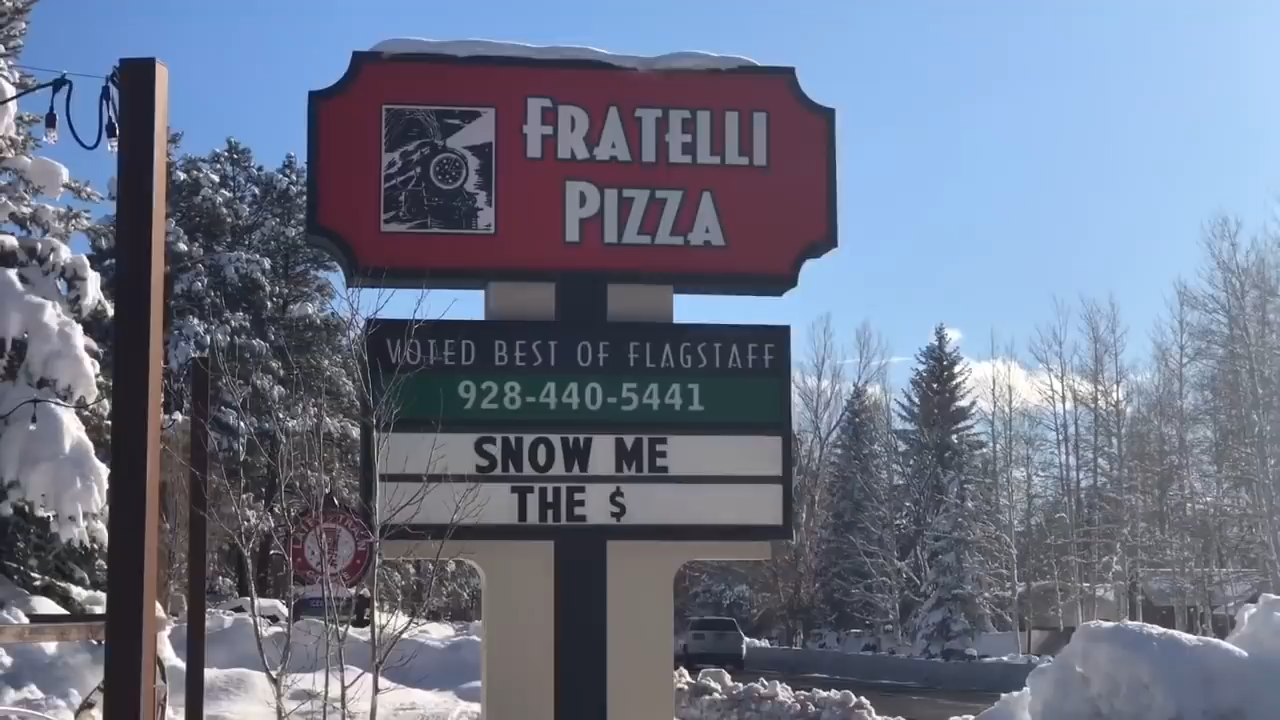 FRATELLI
PIZZA
VOTED BEST OF FLAGSTAFF
928-440-5441
SNOW ME
THE $